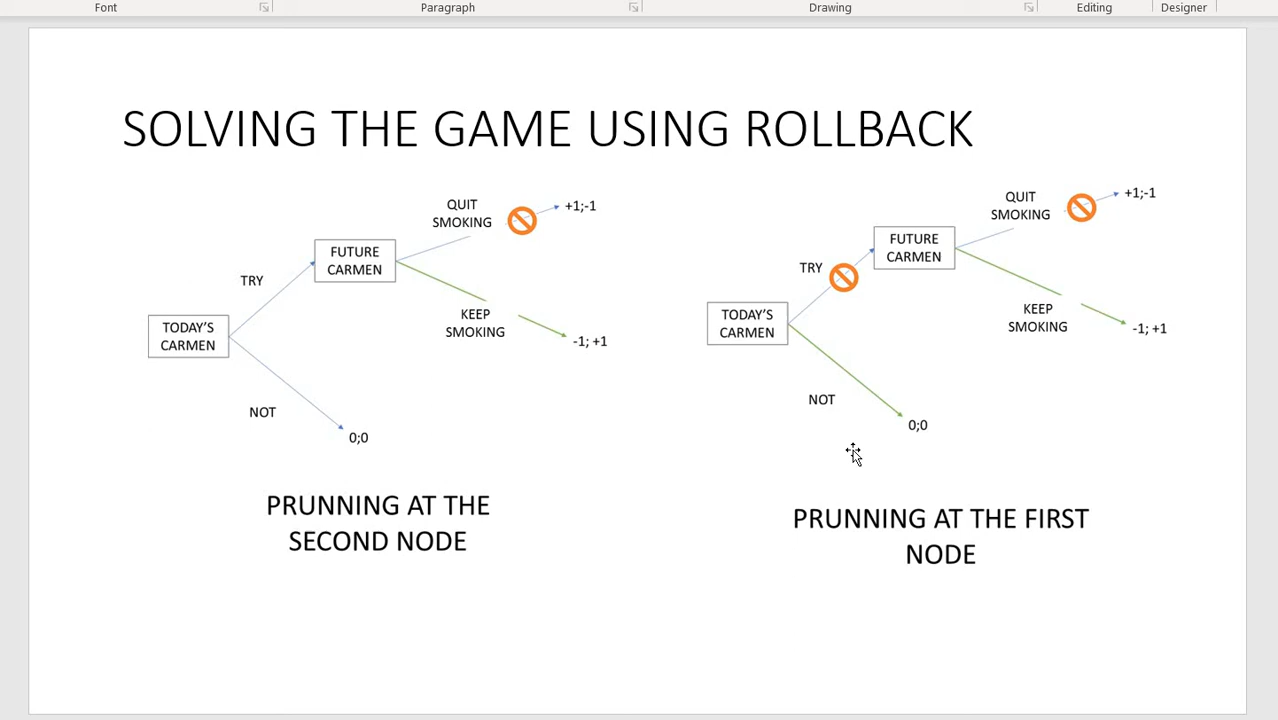 Font
Paragraph
Drawing
Editing
Designer
SOLVING THE GAME USING ROLLBACK
QUIT
SMOKING
+1;-1
FUTURE
CARMEN
TRY
TODAY'S
CARMEN
KEEP
SMOKING
-1; +1
NOT
0;0
PRUNNING AT THE
SECOND NODE
QUIT
SMOKING
+1;-1
FUTURE
CARMEN
TRY
TODAY'S
CARMEN
KEEP
SMOKING
-1; +1
NOT
0;0
PRUNNING AT THE FIRST
NODE